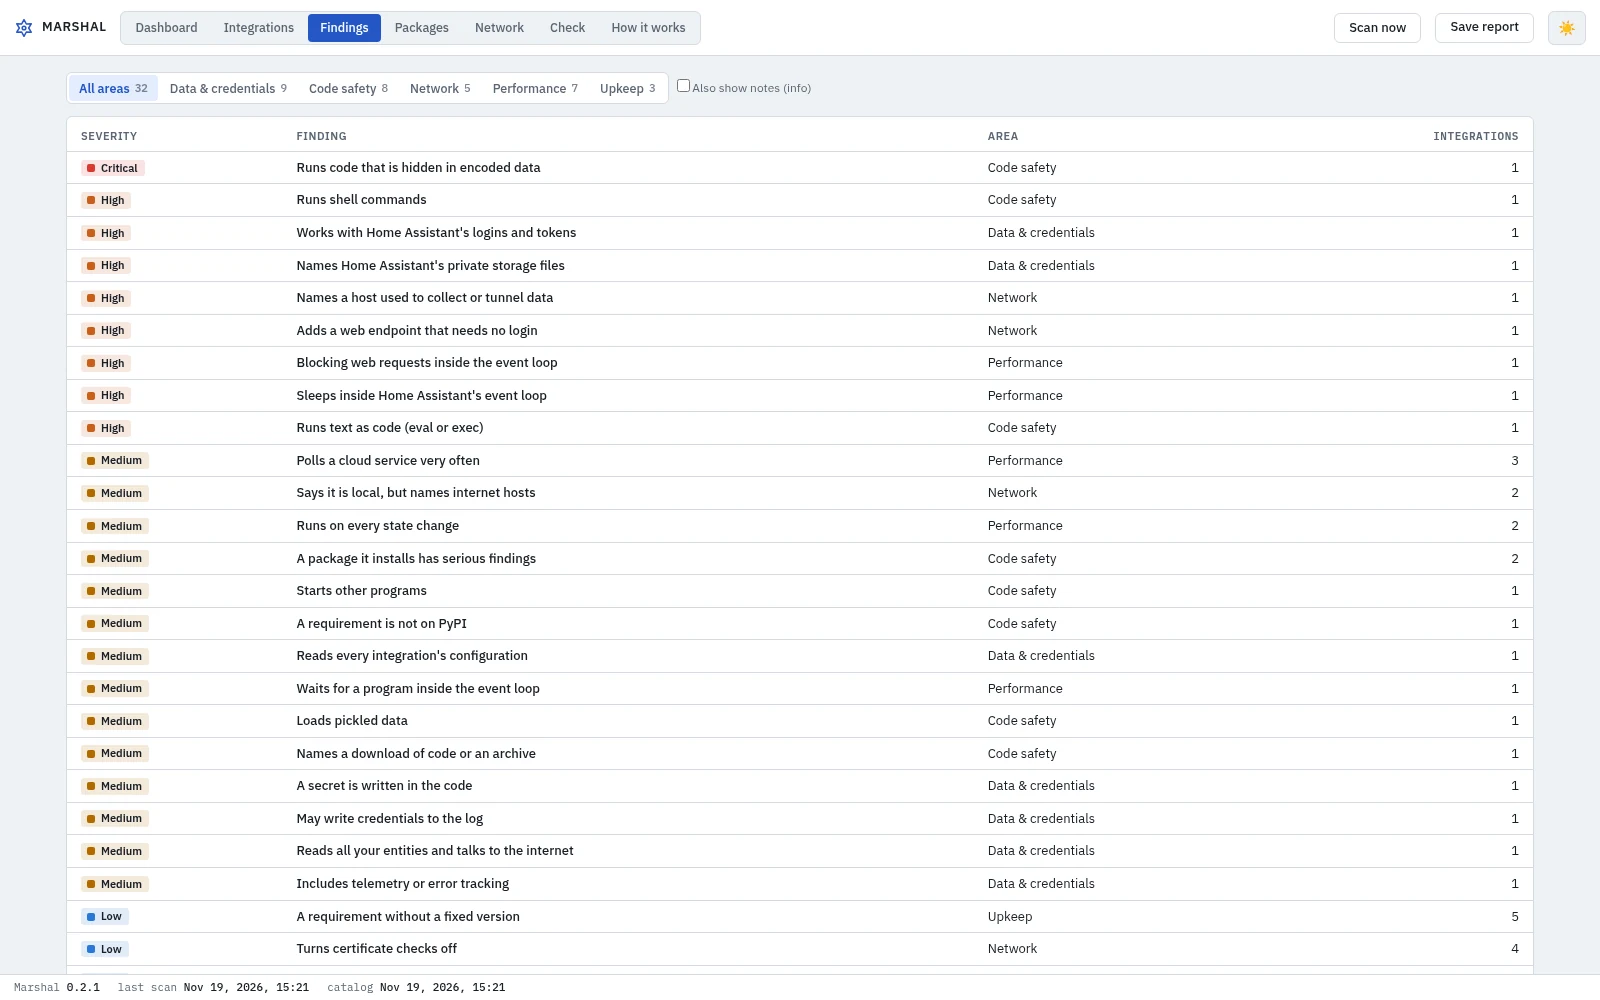 MARSHAL Dashboard Integrations Findings Packages Network Check How it works Scan now Save report
All areas 32 Data & credentials 9 Code safety 8 Network 5 Performance 7 Upkeep 3 Also show notes (info)
SEVERITY FINDING AREA INTEGRATIONS
Critical Runs code that is hidden in encoded data Code safety 1
High Runs shell commands Code safety 1
High Works with Home Assistant's logins and tokens Data & credentials 1
High Names Home Assistant's private storage files Data & credentials 1
High Names a host used to collect or tunnel data Network 1
High Adds a web endpoint that needs no login Network 1
High Blocking web requests inside the event loop Performance 1
High Sleeps inside Home Assistant's event loop Performance 1
High Runs text as code (eval or exec) Code safety 1
Medium Polls a cloud service very often Performance 3
Medium Says it is local, but names internet hosts Network 2
Medium Runs on every state change Performance 2
Medium A package it installs has serious findings Code safety 2
Medium Starts other programs Code safety 1
Medium A requirement is not on PyPI Code safety 1
Medium Reads every integration's configuration Data & credentials 1
Medium Waits for a program inside the event loop Performance 1
Medium Loads pickled data Code safety 1
Medium Names a download of code or an archive Code safety 1
Medium A secret is written in the code Data & credentials 1
Medium May write credentials to the log Data & credentials 1
Medium Reads all your entities and talks to the internet Data & credentials 1
Medium Includes telemetry or error tracking Data & credentials 1
Low A requirement without a fixed version Upkeep 5
Low Turns certificate checks off Network 4
Marshal 0.2.1 last scan Nov 19, 2026, 15:21 catalog Nov 19, 2026, 15:21